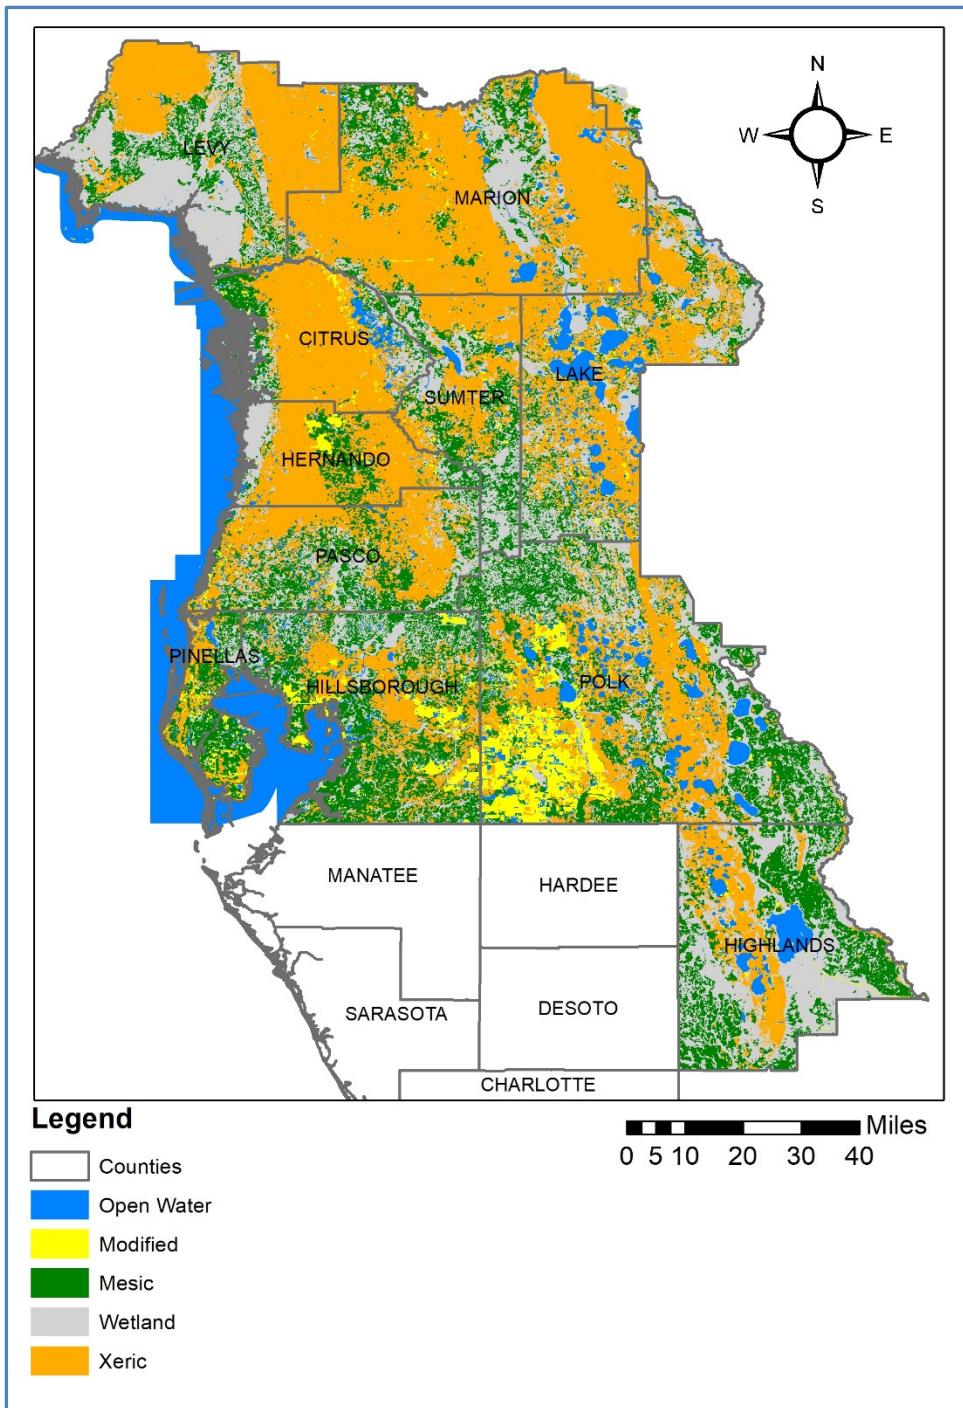 N
W E
S
LEVY
MARION
CITRUS
LAKE
SUMTER
HERNANDO
PASCO
PINELLAS
HILLSBOROUGH
POLK
MANATEE
HARDEE
HIGHLANDS
SARASOTA
DESOTO
CHARLOTTE
Legend
Counties
Open Water
Modified
Mesic
Wetland
Xeric
Miles
0 5 10 20 30 40